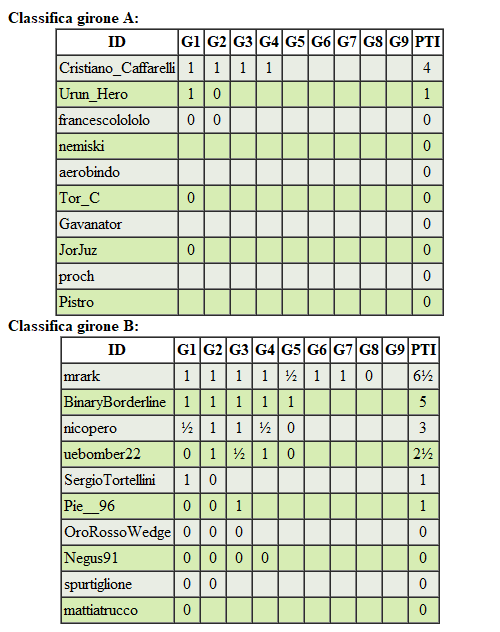 Classifica girone A:
ID G1 G2 G3 G4 G5 G6 G7 G8 G9 PTI
Cristiano_Caffarelli 1 1 1 1 4
Urun_Hero 1 0 1
francescolololo 0 0 0
nemiski 0
aerobindo 0
Tor_C 0 0
Gavanator 0
JorJuz 0 0
proch 0
Pistro 0
Classifica girone B:
ID G1 G2 G3 G4 G5 G6 G7 G8 G9 PTI
mrark 1 1 1 1 ½ 1 1 0 6½
BinaryBorderline 1 1 1 1 1 5
nicopero ½ 1 1 ½ 0 3
uebomber22 0 1 ½ 1 0 2½
SergioTortellini 1 0 1
Pie__96 0 0 1 1
OroRossoWedge 0 0 0 0
Negus91 0 0 0 0 0
spurtiglione 0 0 0
mattiatrucco 0 0